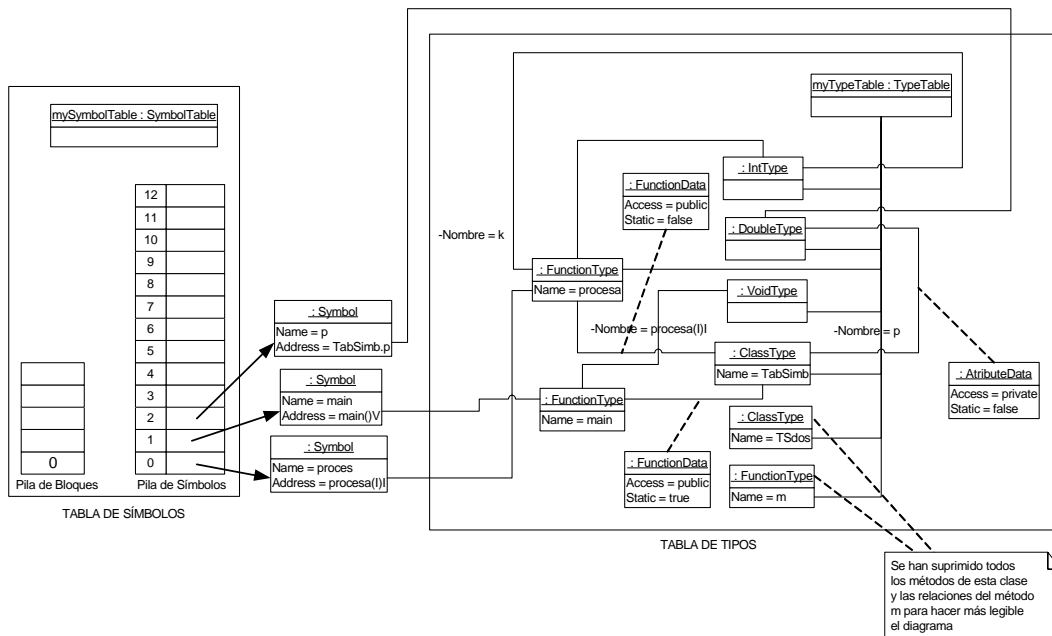 mySymbolTable : SymbolTable
12
11
10
9
8
7
6
5
4
3
2
1
0
0
Pila de Bloques
Pila de Símbolos
TABLA DE SÍMBOLOS
: Symbol
Name = p
Address = TabSimb.p
: Symbol
Name = main
Address = main()V
: Symbol
Name = proces
Address = procesa(I)I
myTypeTable : TypeTable
: IntType
: FunctionData
Access = public
Static = false
: DoubleType
-Nombre = k
: FunctionType
Name = procesa
: VoidType
-Nombre = procesa(I)I
-Nombre = p
: ClassType
Name = TabSimb
: AtributeData
Access = private
Static = false
: FunctionType
Name = main
: ClassType
Name = TSdos
: FunctionData
Access = public
Static = true
: FunctionType
Name = m
TABLA DE TIPOS
Se han suprimido todos
los métodos de esta clase
y las relaciones del método
m para hacer más legible
el diagrama